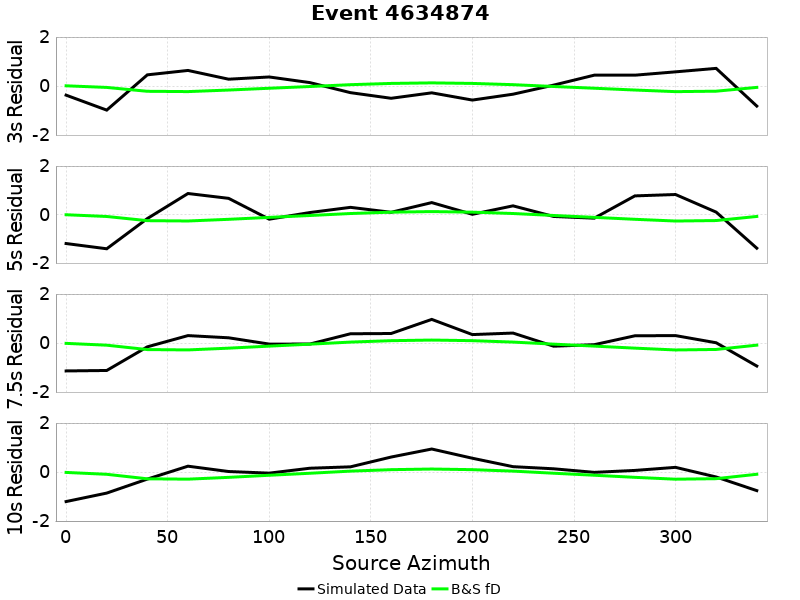 Event 4634874
3s Residual
2
0
-2
5s Residual
2
0
-2
7.5s Residual
2
0
-2
10s Residual
2
0
-2
0 50 100 150 200 250 300
Source Azimuth
Simulated Data B&S fD